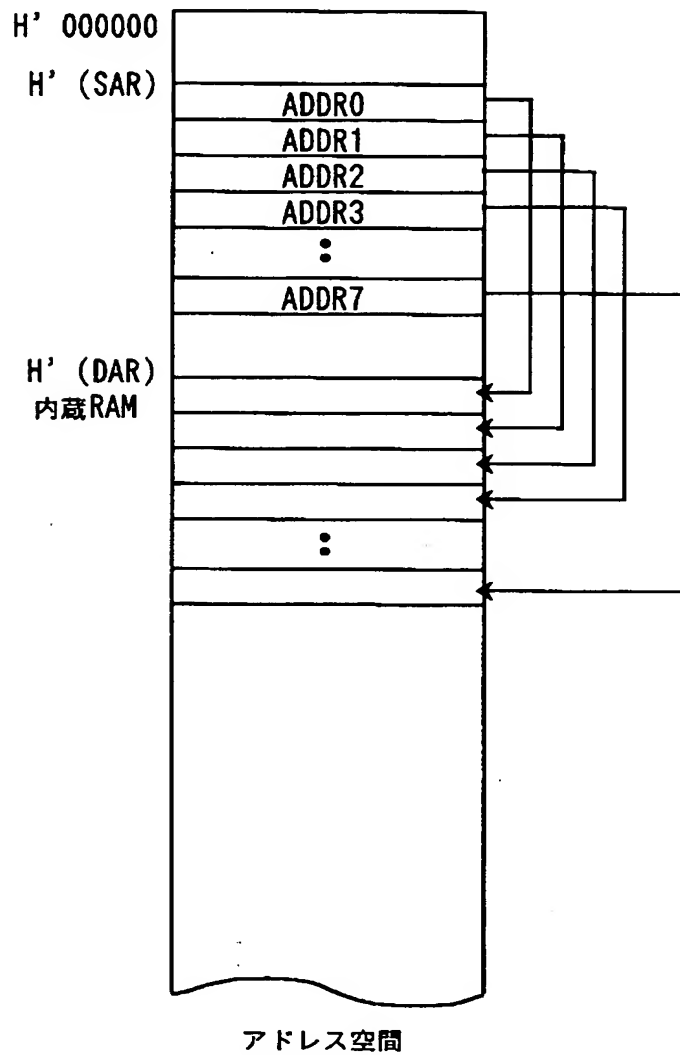 H' 000000
H' (SAR)
ADDR0
ADDR1
ADDR2
ADDR3
:
ADDR7
H' (DAR)
内蔵RAM
:
アドレス空間